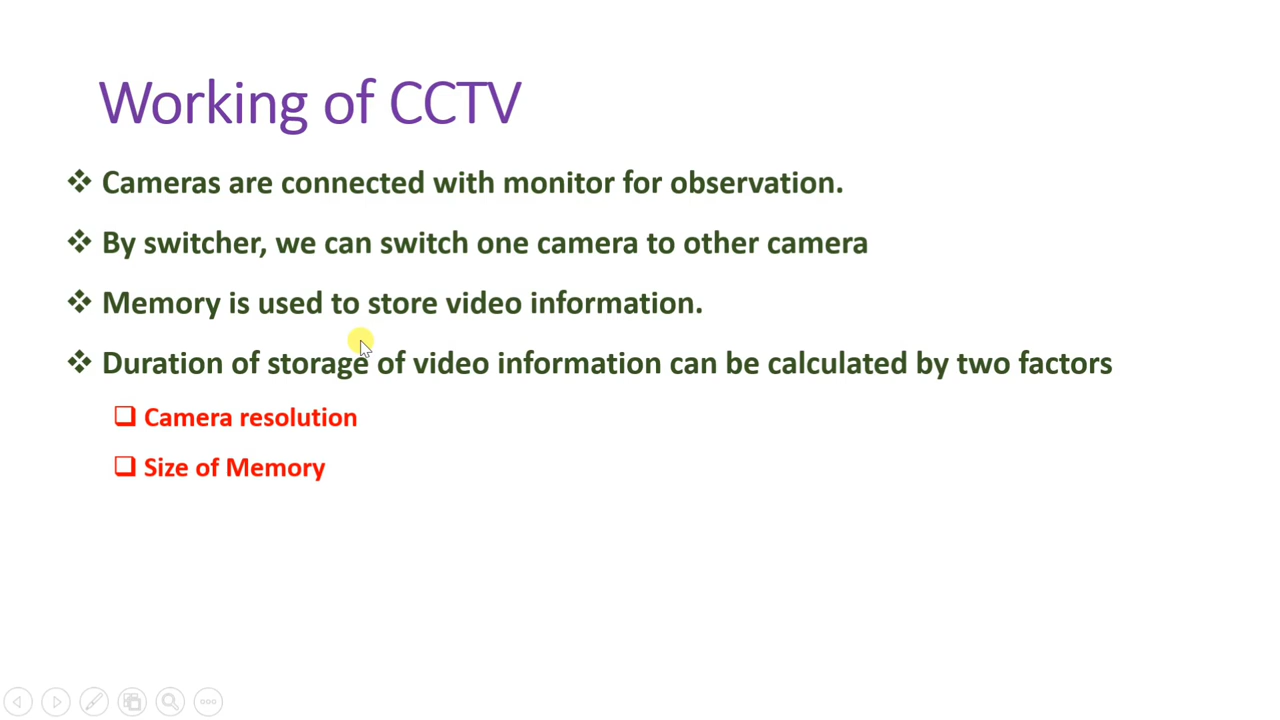 Working of CCTV
Cameras are connected with monitor for observation.
By switcher, we can switch one camera to other camera
Memory is used to store video information.
Duration of storage of video information can be calculated by two factors
Camera resolution
Size of Memory